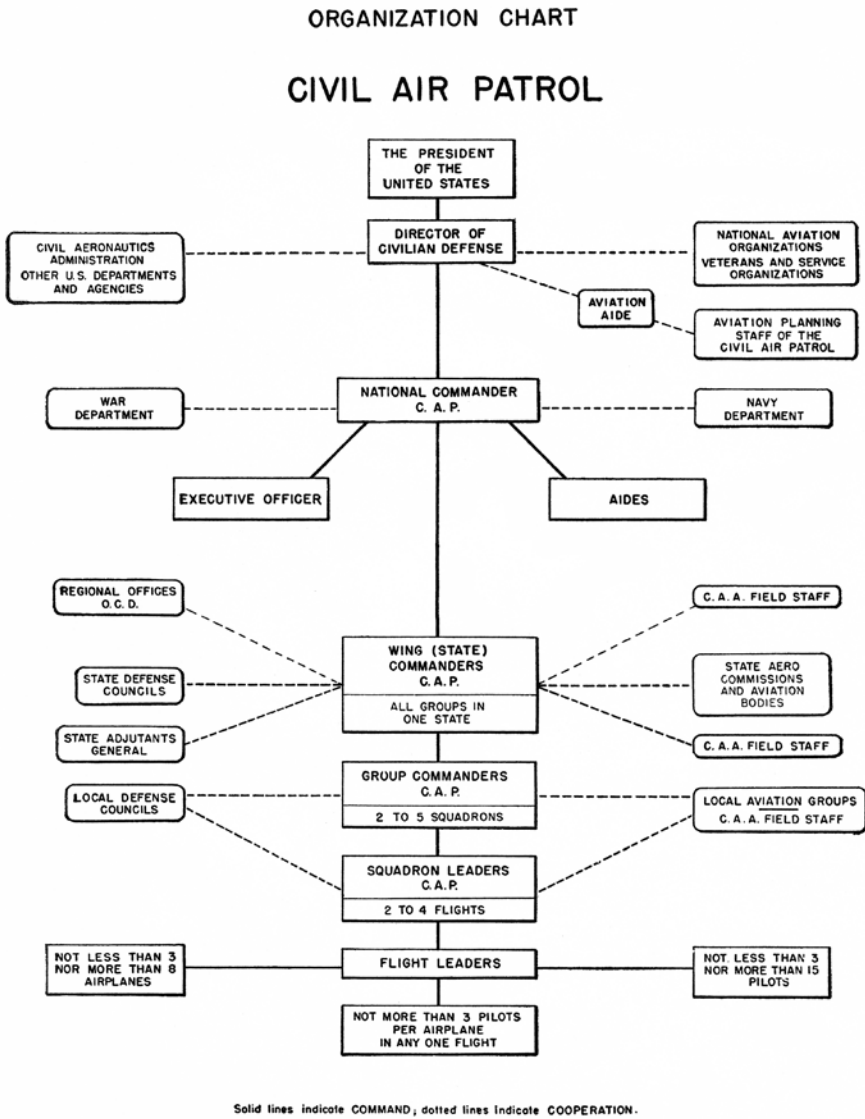 ORGANIZATION CHART
CIVIL AIR PATROL
THE PRESIDENT
OF THE
UNITED STATES
DIRECTOR OF
CIVILIAN DEFENSE
CIVIL AERONAUTICS
ADMINISTRATION
OTHER U.S. DEPARTMENTS
AND AGENCIES
NATIONAL AVIATION
ORGANIZATIONS
VETERANS AND SERVICE
ORGANIZATIONS
AVIATION
AIDE
AVIATION PLANNING
STAFF OF THE
CIVIL AIR PATROL
NATIONAL COMMANDER
C. A. P.
WAR
DEPARTMENT
NAVY
DEPARTMENT
EXECUTIVE OFFICER
AIDES
REGIONAL OFFICES
O.C.D.
STATE DEFENSE
COUNCILS
STATE ADJUTANTS
GENERAL
WING (STATE)
COMMANDERS
C.A.P.
ALL GROUPS IN
ONE STATE
C.A.A. FIELD STAFF
STATE AERO
COMMISSIONS
AND AVIATION
BODIES
C.A.A. FIELD STAFF
LOCAL DEFENSE
COUNCILS
GROUP COMMANDERS
C.A.P.
2 TO 5 SQUADRONS
LOCAL AVIATION GROUPS
C.A.A. FIELD STAFF
SQUADRON LEADERS
C.A.P.
2 TO 4 FLIGHTS
NOT LESS THAN 3
NOR MORE THAN 8
AIRPLANES
FLIGHT LEADERS
NOT LESS THAN 3
NOR MORE THAN 15
PILOTS
NOT MORE THAN 3 PILOTS
PER AIRPLANE
IN ANY ONE FLIGHT
Solid lines indicate COMMAND; dotted lines indicate COOPERATION.